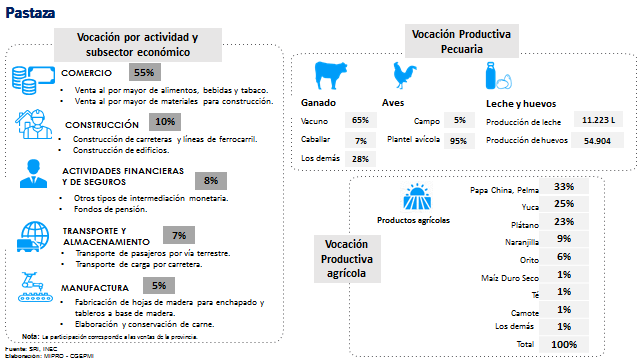 Pastaza
Vocación por actividad y
subsector económico
COMERCIO 55%
• Venta al por mayor de alimentos, bebidas y tabaco.
• Venta al por mayor de materiales para construcción.
CONSTRUCCIÓN 10%
• Construcción de carreteras y líneas de ferrocarril.
• Construcción de edificios.
ACTIVIDADES FINANCIERAS
Y DE SEGUROS 8%
• Otros tipos de intermediación monetaria.
• Fondos de pensión.
TRANSPORTE Y
ALMACENAMIENTO 7%
• Transporte de pasajeros por vía terrestre.
• Transporte de carga por carretera.
MANUFACTURA 5%
• Fabricación de hojas de madera para enchapado y
tableros a base de madera.
• Elaboración y conservación de carne.
Nota: La participación corresponde a las ventas de la provincia.
Fuente: SRI, INEC
Elaboración: MIPRO - CGEPMI
Vocación Productiva
Pecuaria
Ganado
Vacuno 65%
Caballar 7%
Los demás 28%
Aves
Campo 5%
Plantel avícola 95%
Leche y huevos
Producción de leche 11.223 L
Producción de huevos 54.904
Vocación
Productiva
agrícola
Productos agrícolas
Papa China, Pelma 33%
Yuca 25%
Plátano 23%
Naranjilla 9%
Orito 6%
Maíz Duro Seco 1%
Té 1%
Camote 1%
Los demás 1%
Total 100%